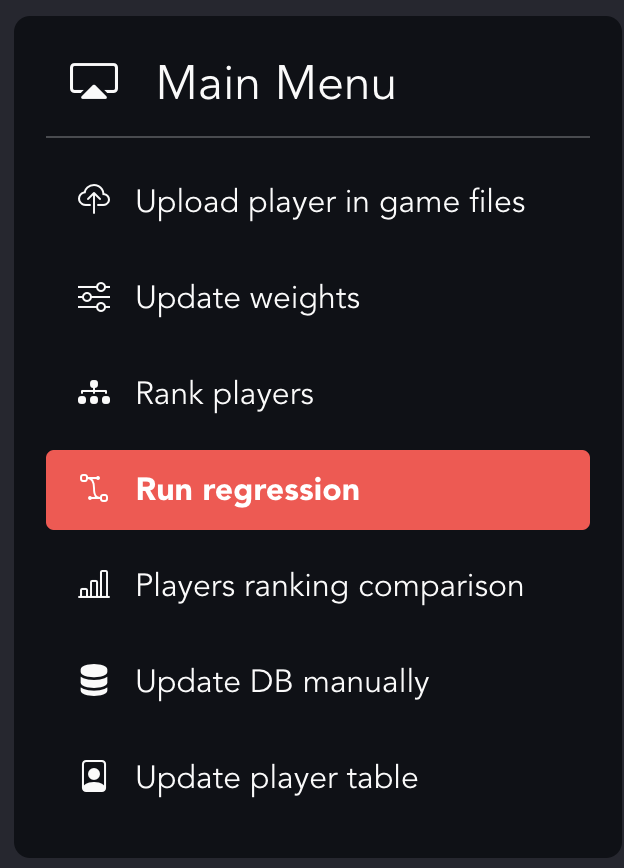 Main Menu
Upload player in game files
Update weights
Rank players
Run regression
Players ranking comparison
Update DB manually
Update player table